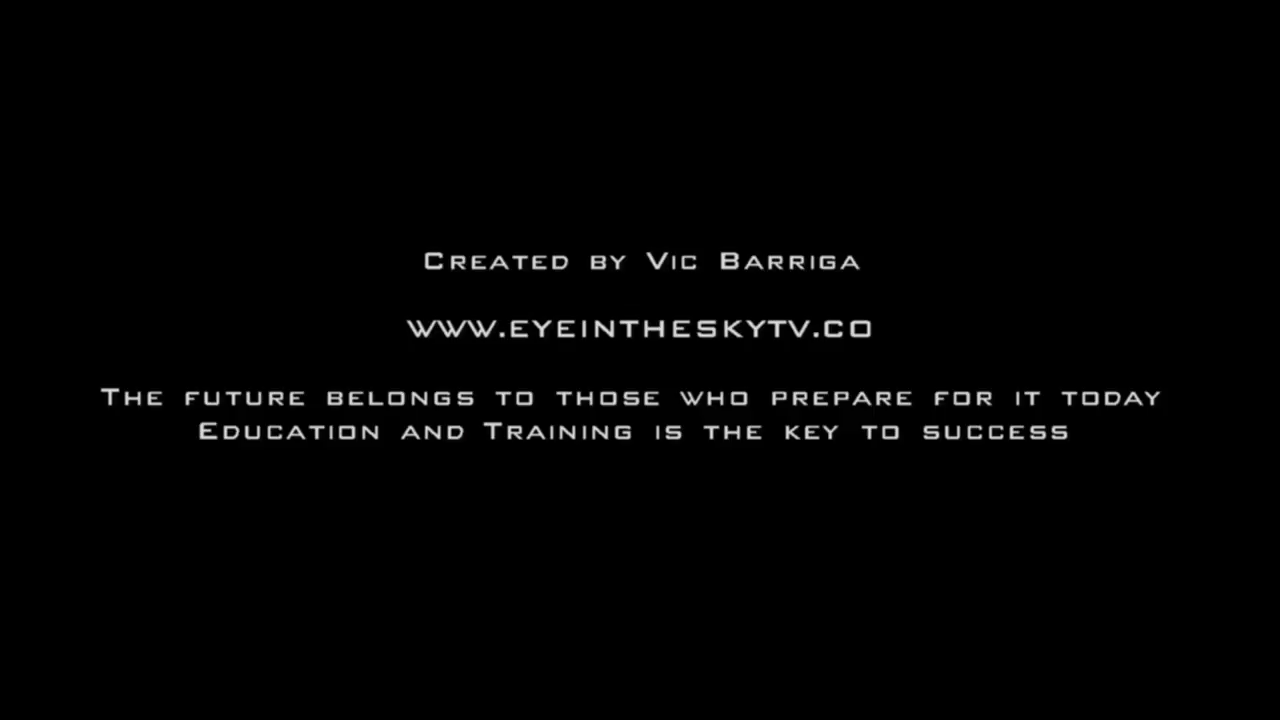 Created by Vic Barriga
www.eyeintheskytv.co
The future belongs to those who prepare for it today
Education and Training is the key to success